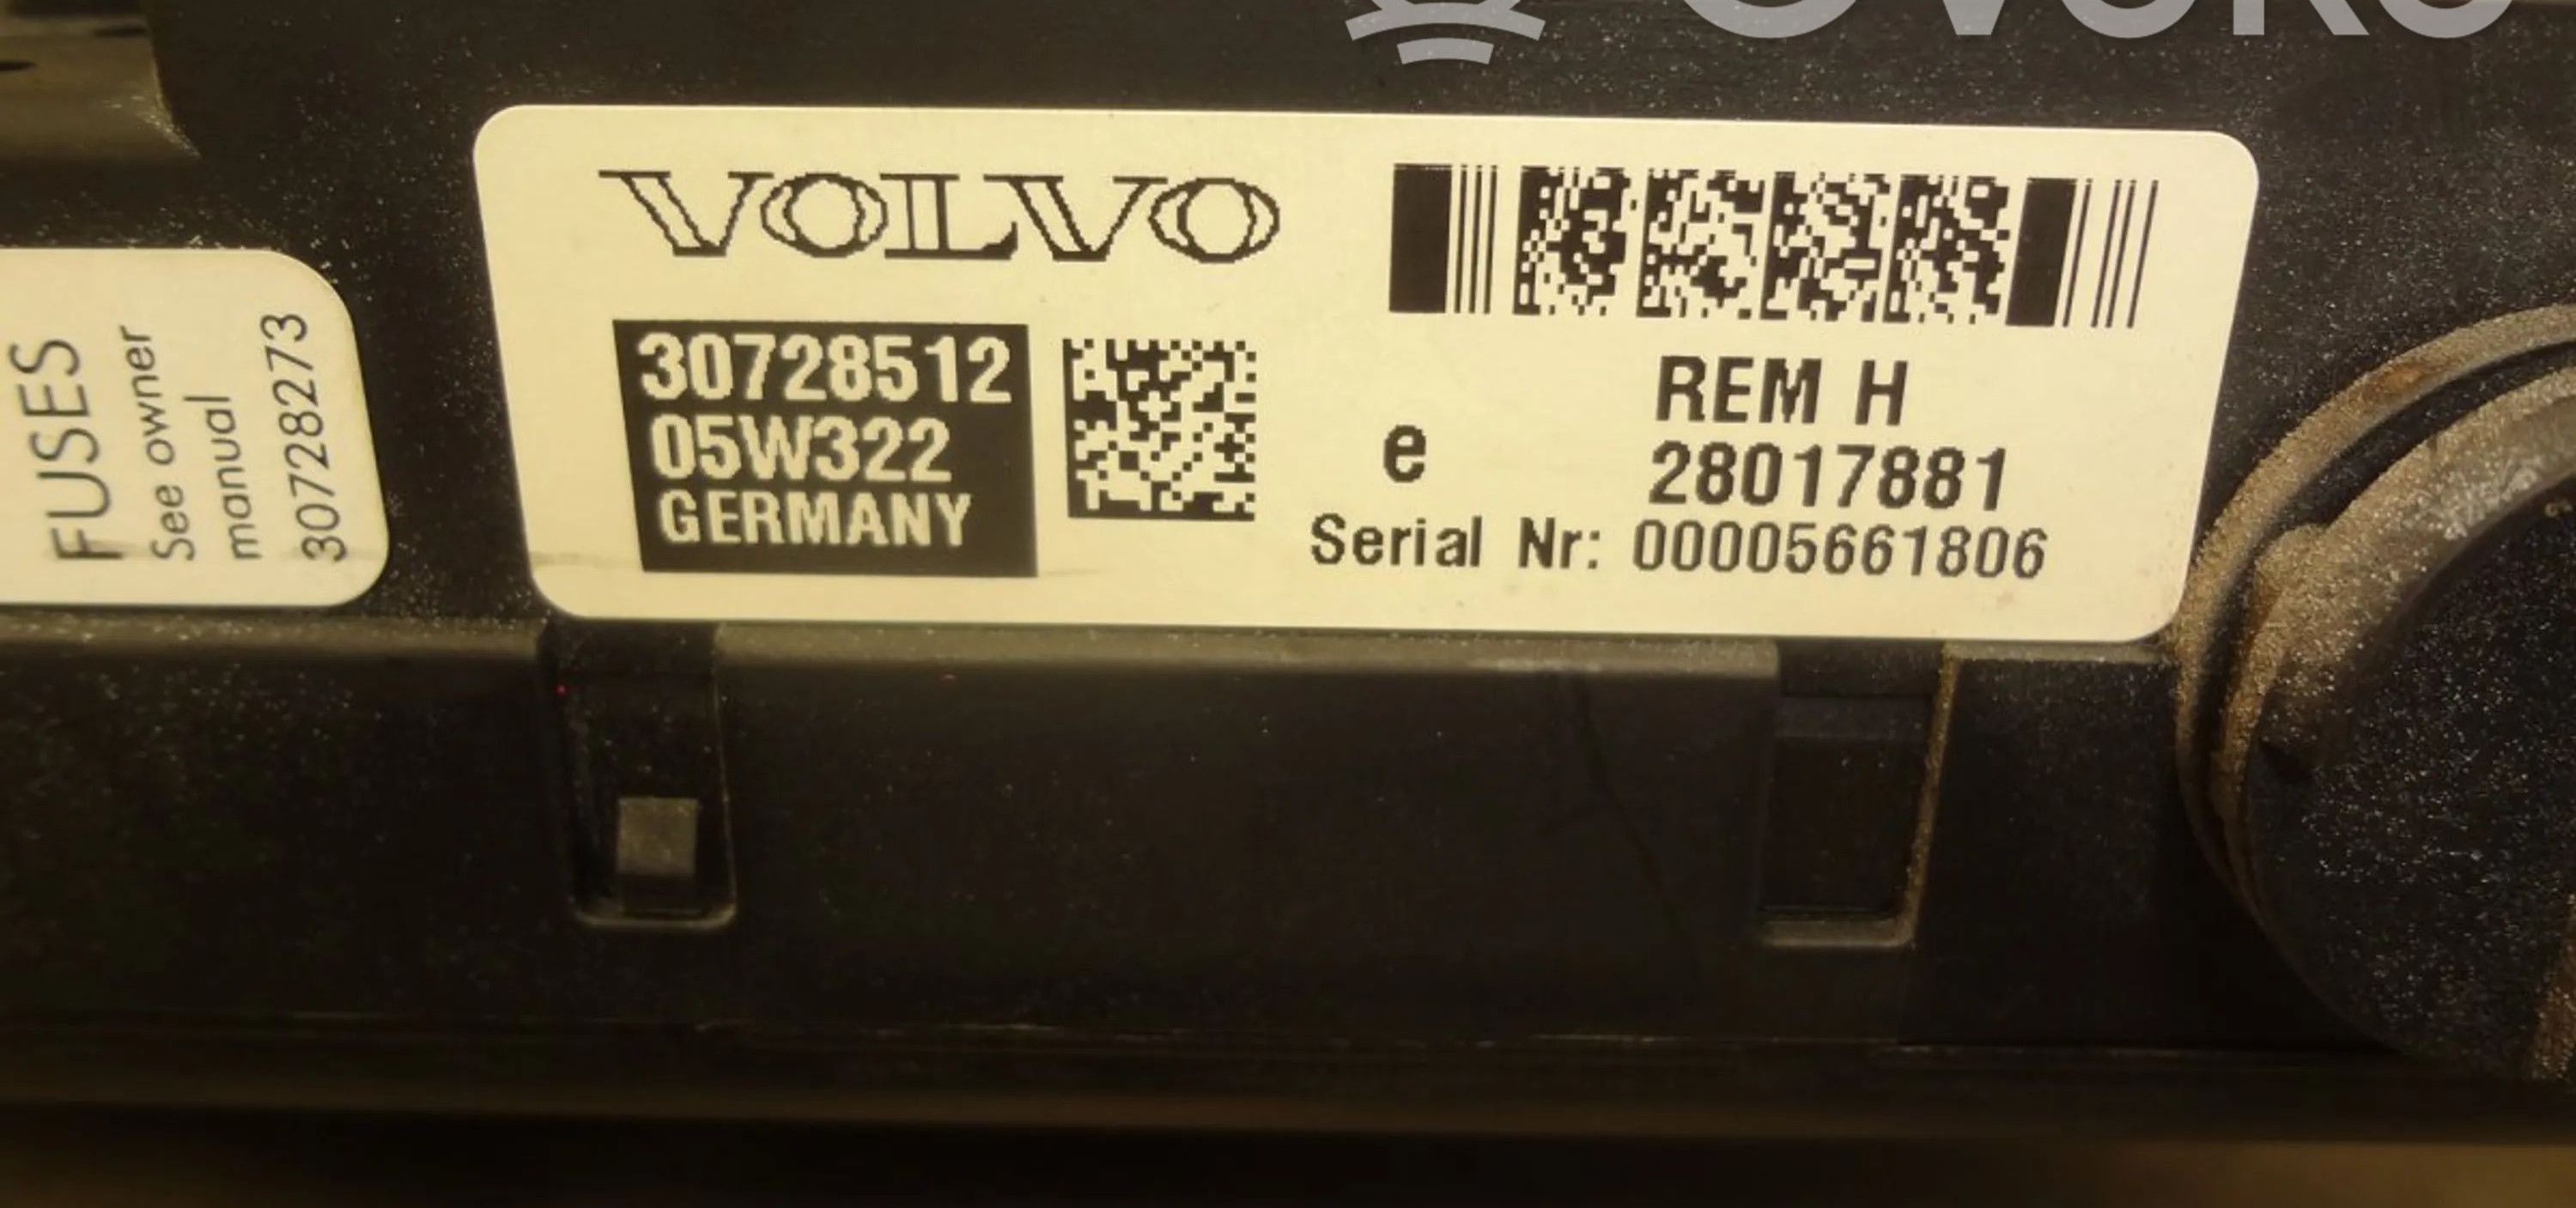 VOLVO
30728512
05W322
GERMANY
REM H
e
28017881
Serial Nr: 00005661806
FUSES
See owner
manual
30728273